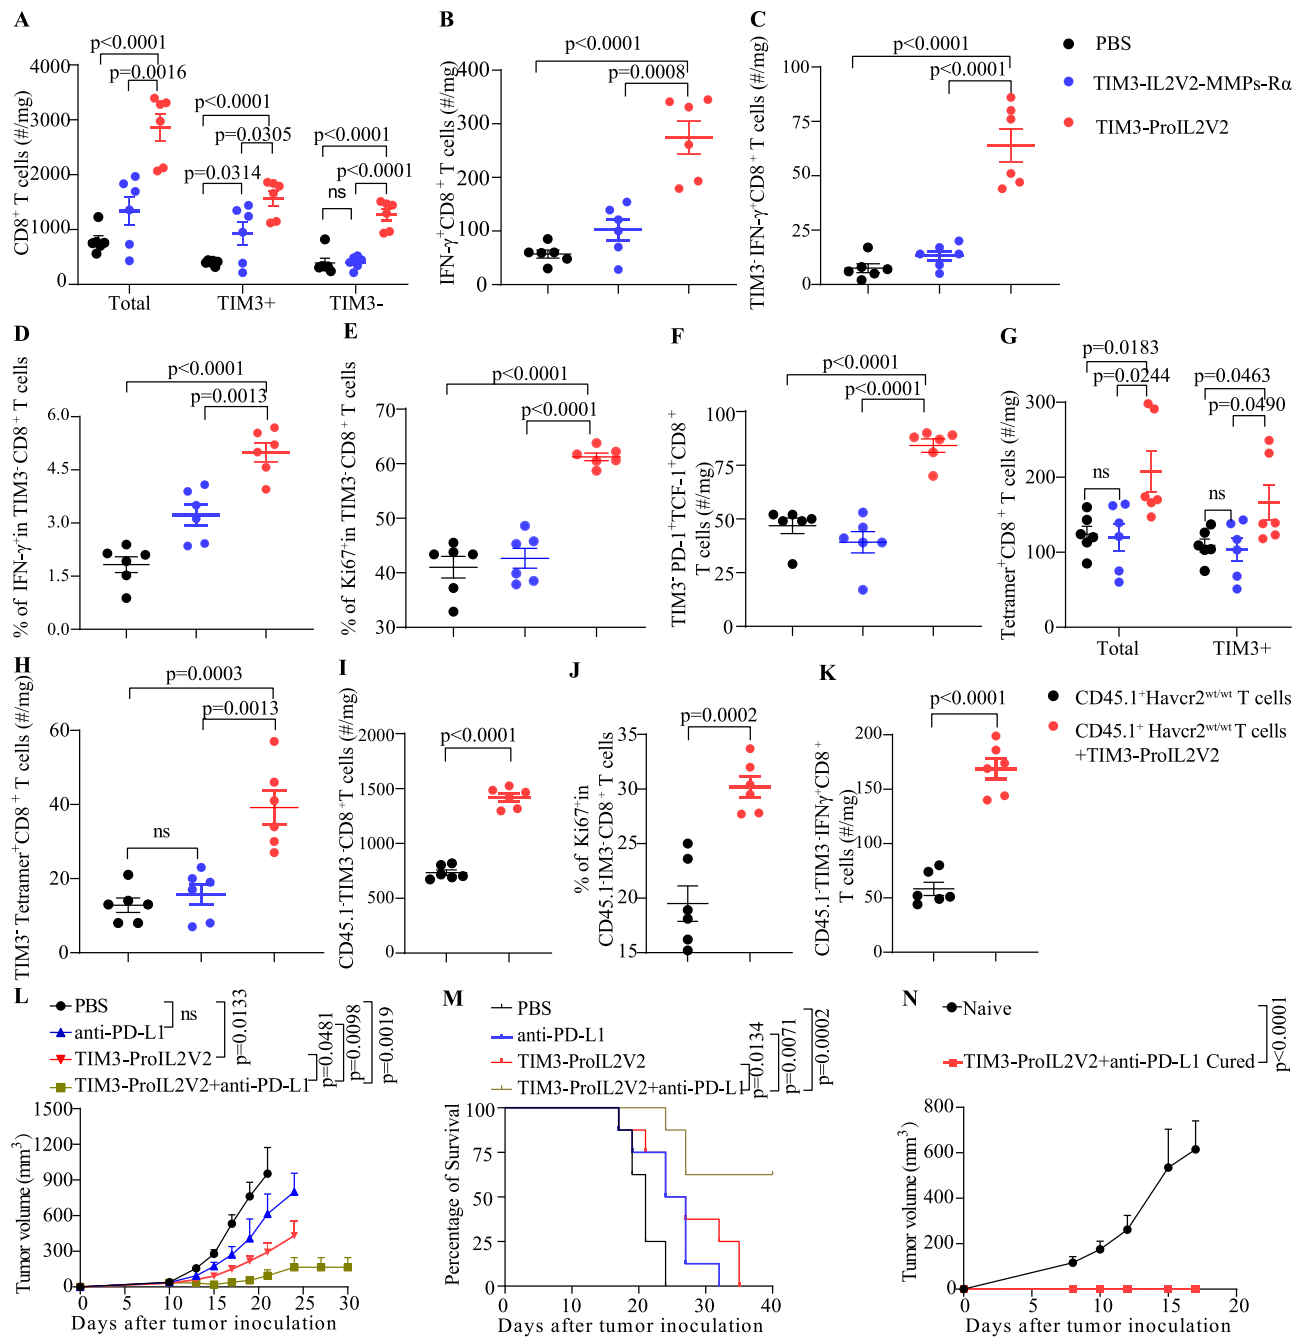 A
p<0.0001
p=0.0016
p<0.0001
p=0.0305
p<0.0001
p=0.0314
p<0.0001
ns
CD8⁺ T cells (#/mg)
4000
3000
2000
1000
0
Total
TIM3+
TIM3-
B
p<0.0001
p=0.0008
IFN-γ⁺CD8⁺ T cells (#/mg)
400
300
200
100
0
C
p<0.0001
p<0.0001
TIM3⁻IFN-γ⁺CD8⁺ T cells (#/mg)
100
75
50
25
0
PBS
TIM3-IL2V2-MMPs-Rα
TIM3-ProIL2V2
D
p<0.0001
p=0.0013
% of IFN-γ⁺in TIM3⁻CD8⁺ T cells
6.0
4.5
3.0
1.5
0.0
E
p<0.0001
p<0.0001
% of Ki67⁺in TIM3⁻CD8⁺ T cells
70
60
50
40
30
F
p<0.0001
p<0.0001
TIM3⁻PD-1⁺TCF-1⁺CD8⁺
T cells (#/mg)
100
75
50
25
0
G
p=0.0183
p=0.0244
p=0.0463
p=0.0490
ns
ns
Tetramer⁺CD8⁺ T cells (#/mg)
300
200
100
0
Total
TIM3+
H
p=0.0003
p=0.0013
ns
TIM3⁻Tetramer⁺CD8⁺ T cells (#/mg)
60
40
20
0
I
p<0.0001
CD45.1⁻TIM3⁻CD8⁺T cells (#/mg)
2000
1500
1000
500
0
J
p=0.0002
% of Ki67⁺in
CD45.1⁻IM3⁻CD8⁺ T cells
35
30
25
20
15
K
p<0.0001
CD45.1⁻TIM3⁻IFNγ⁺CD8⁺
T cells (#/mg)
200
150
100
50
0
CD45.1⁺Havcr2ʷᵗ/ʷᵗ T cells
CD45.1⁺ Havcr2ʷᵗ/ʷᵗ T cells
+TIM3-ProIL2V2
L
PBS
anti-PD-L1
TIM3-ProIL2V2
TIM3-ProIL2V2+anti-PD-L1
ns
p=0.0133
p=0.0481
p=0.0098
p=0.0019
Tumor volume (mm³)
1500
1200
900
600
300
0
0 5 10 15 20 25 30
Days after tumor inoculation
M
PBS
anti-PD-L1
TIM3-ProIL2V2
TIM3-ProIL2V2+anti-PD-L1
p=0.0134
p=0.0071
p=0.0002
Percentage of Survival
100
75
50
25
0
0 10 20 30 40
Days after tumor inoculation
N
Naive
TIM3-ProIL2V2+anti-PD-L1 Cured
p<0.0001
Tumor volume (mm³)
800
600
400
200
0
0 5 10 15 20
Days after tumor inoculation